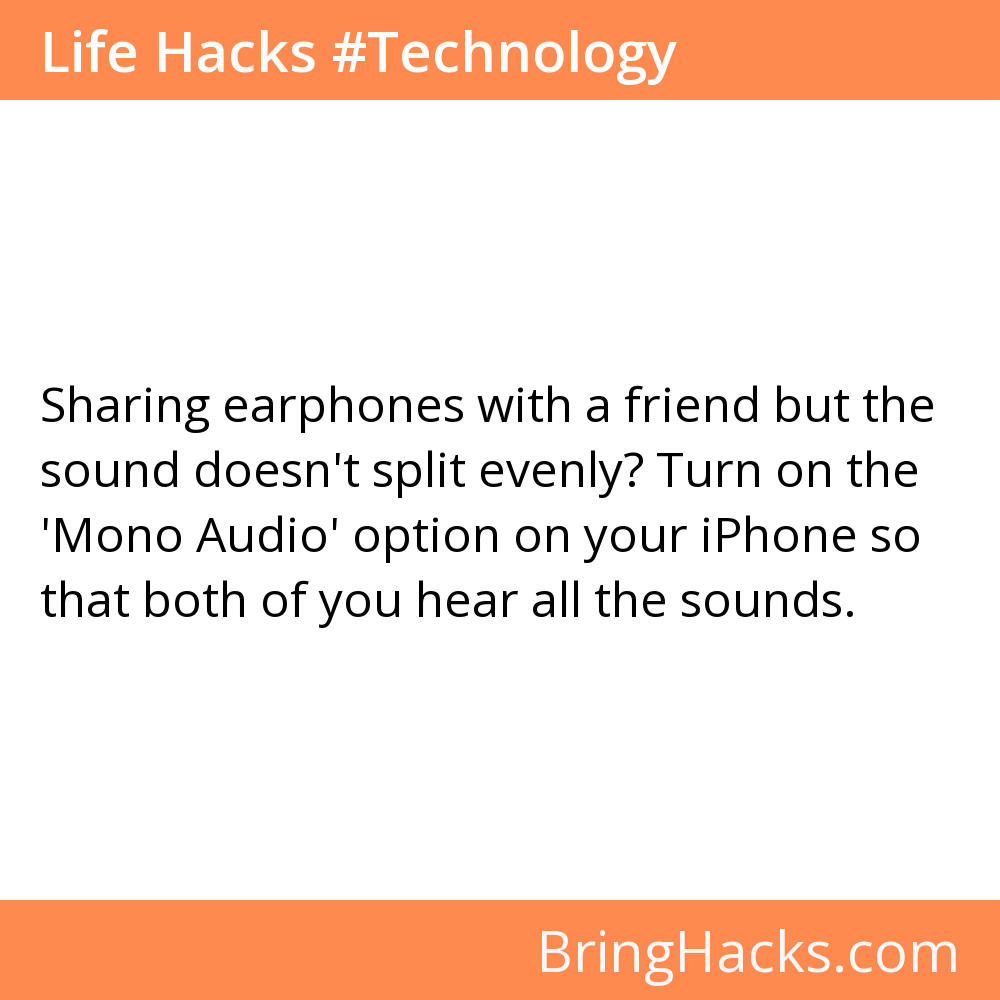 Life Hacks #Technology
Sharing earphones with a friend but the
sound doesn't split evenly? Turn on the
'Mono Audio' option on your iPhone so
that both of you hear all the sounds.
BringHacks.com